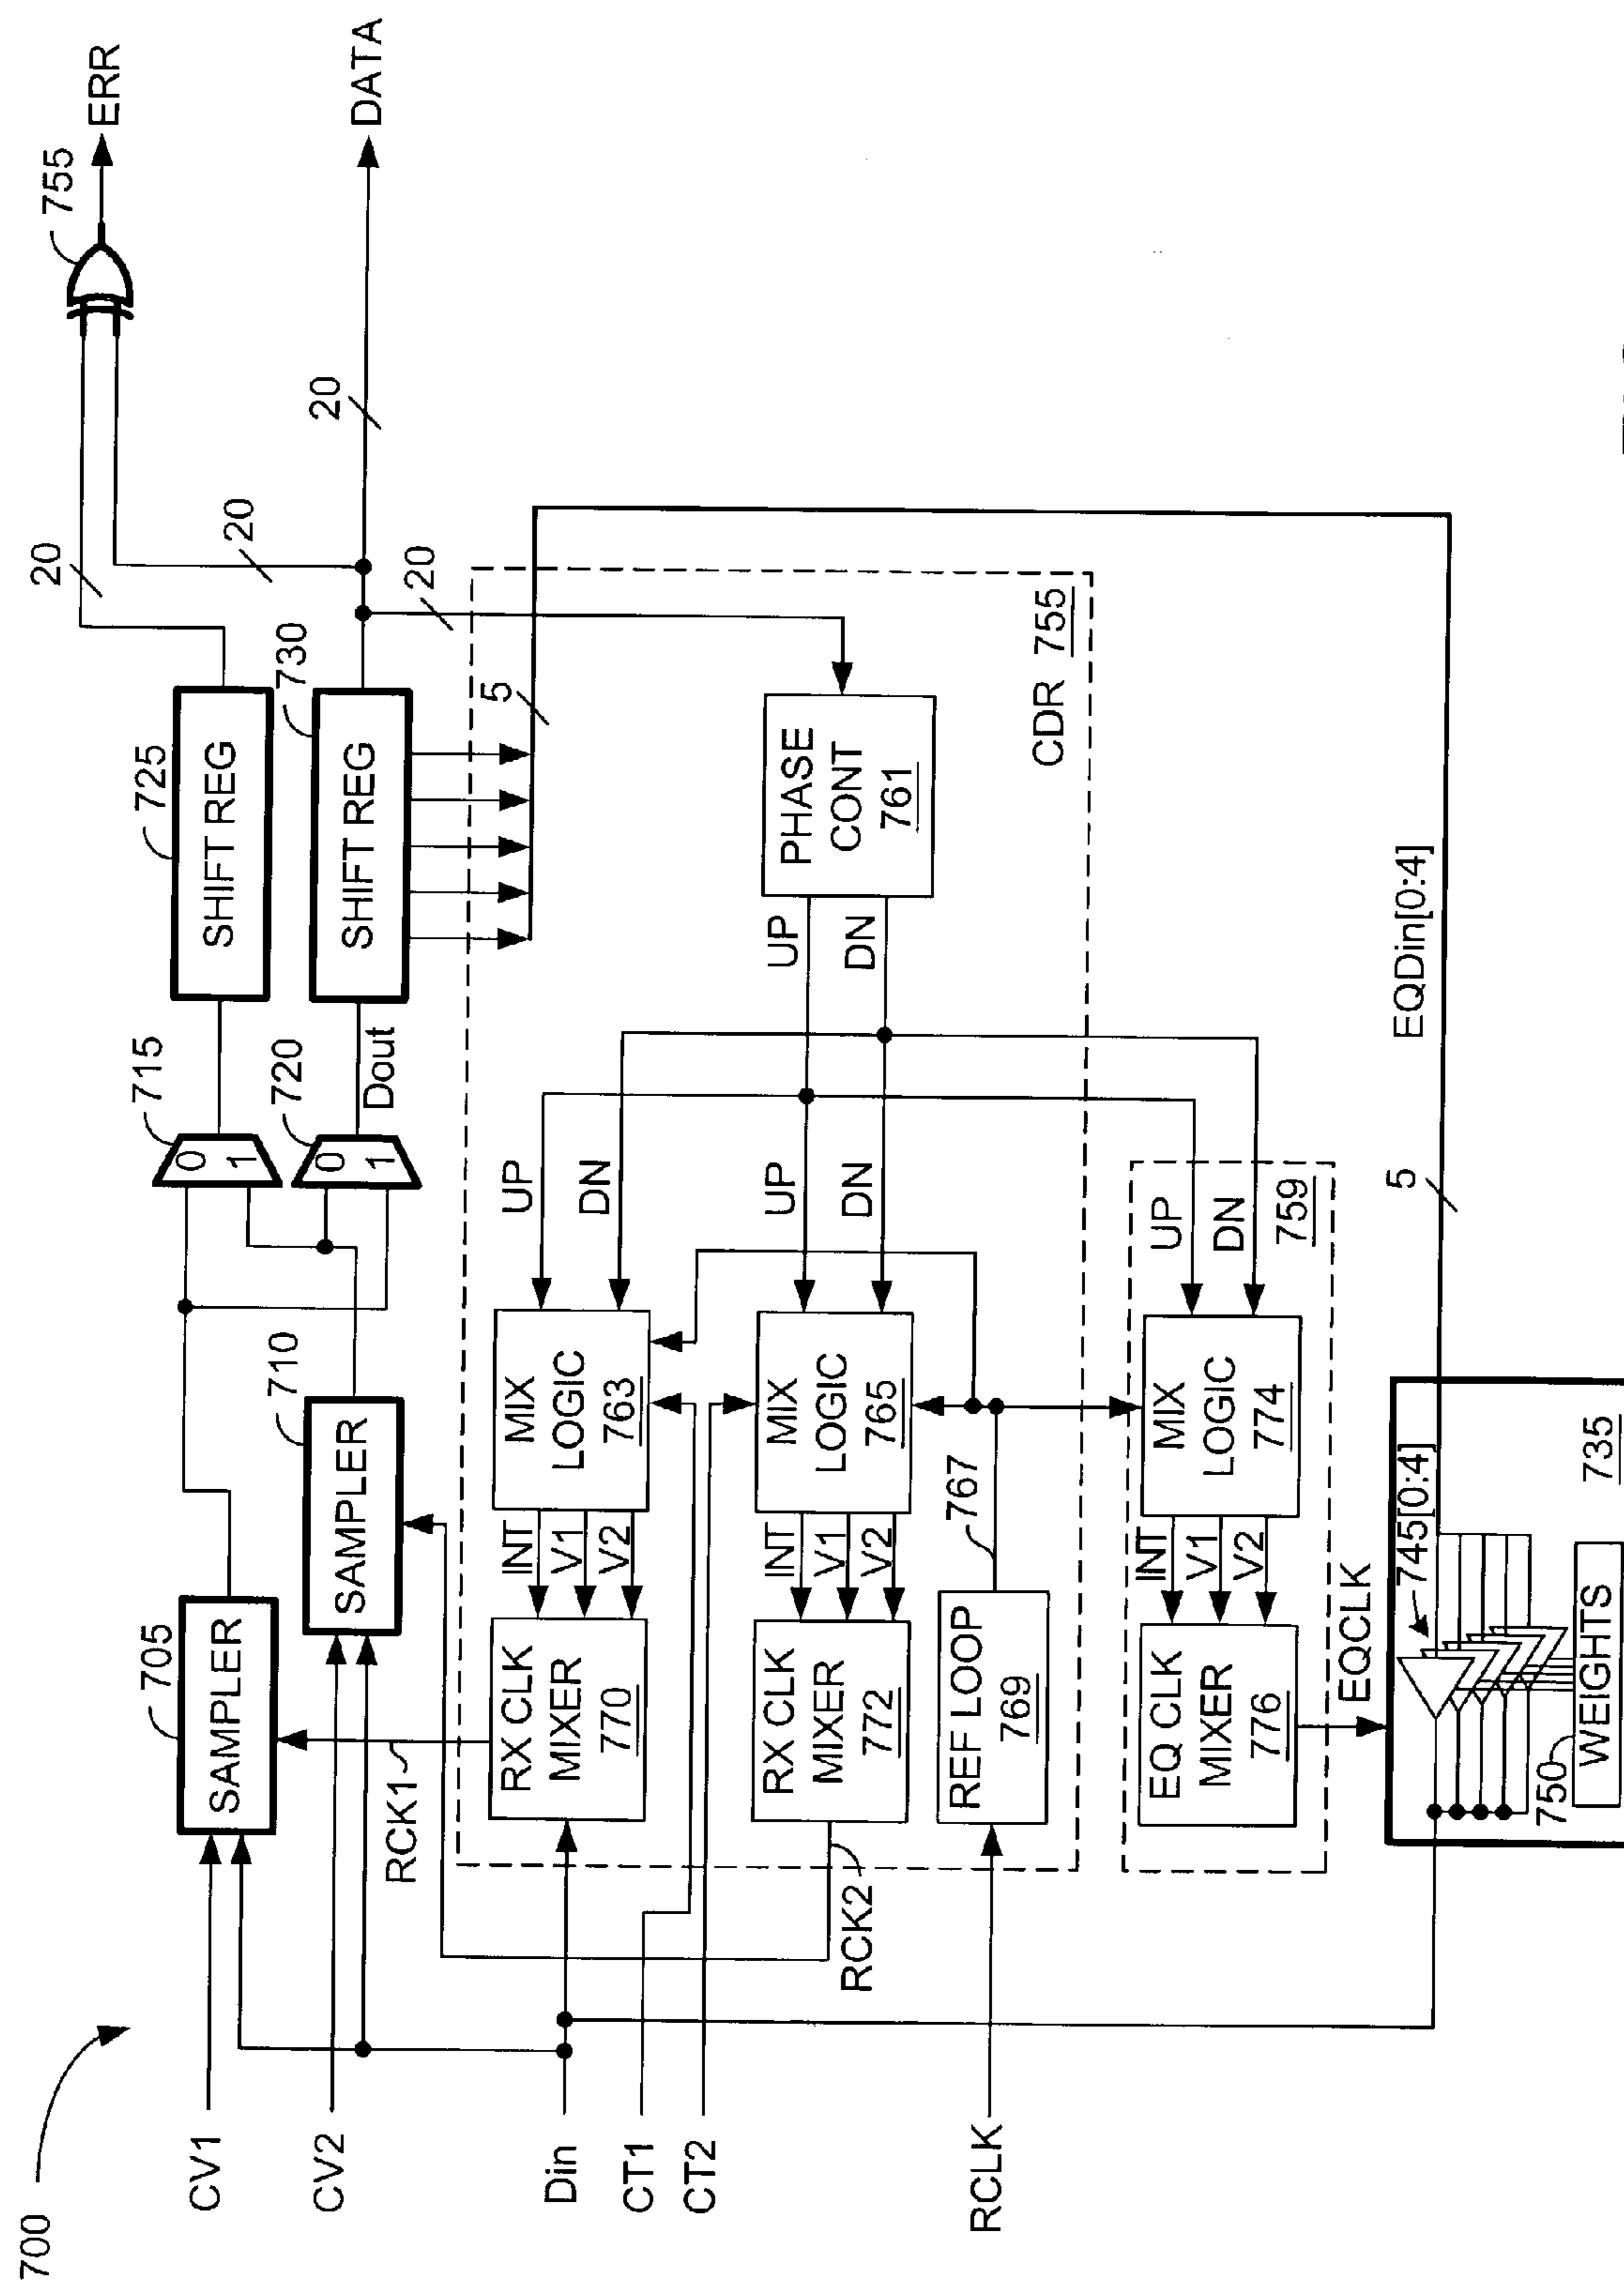 700
CV1
CV2
Din
CT1
CT2
RCLK
705
SAMPLER
710
SAMPLER
715
0
1
720
0
1
Dout
725
SHIFT REG
730
SHIFT REG
20
20
20
20
755
ERR
DATA
RCK1
RCK2
RX CLK
MIXER
770
INT
V1
V2
MIX
LOGIC
763
UP
DN
RX CLK
MIXER
772
INT
V1
V2
MIX
LOGIC
765
UP
DN
UP
DN
PHASE
CONT
761
CDR 755
5
REF LOOP
769
767
EQ CLK
MIXER
776
INT
V1
V2
MIX
LOGIC
774
UP
DN
759
EQCLK
745[0:4]
750
WEIGHTS
735
5
EQDin[0:4]